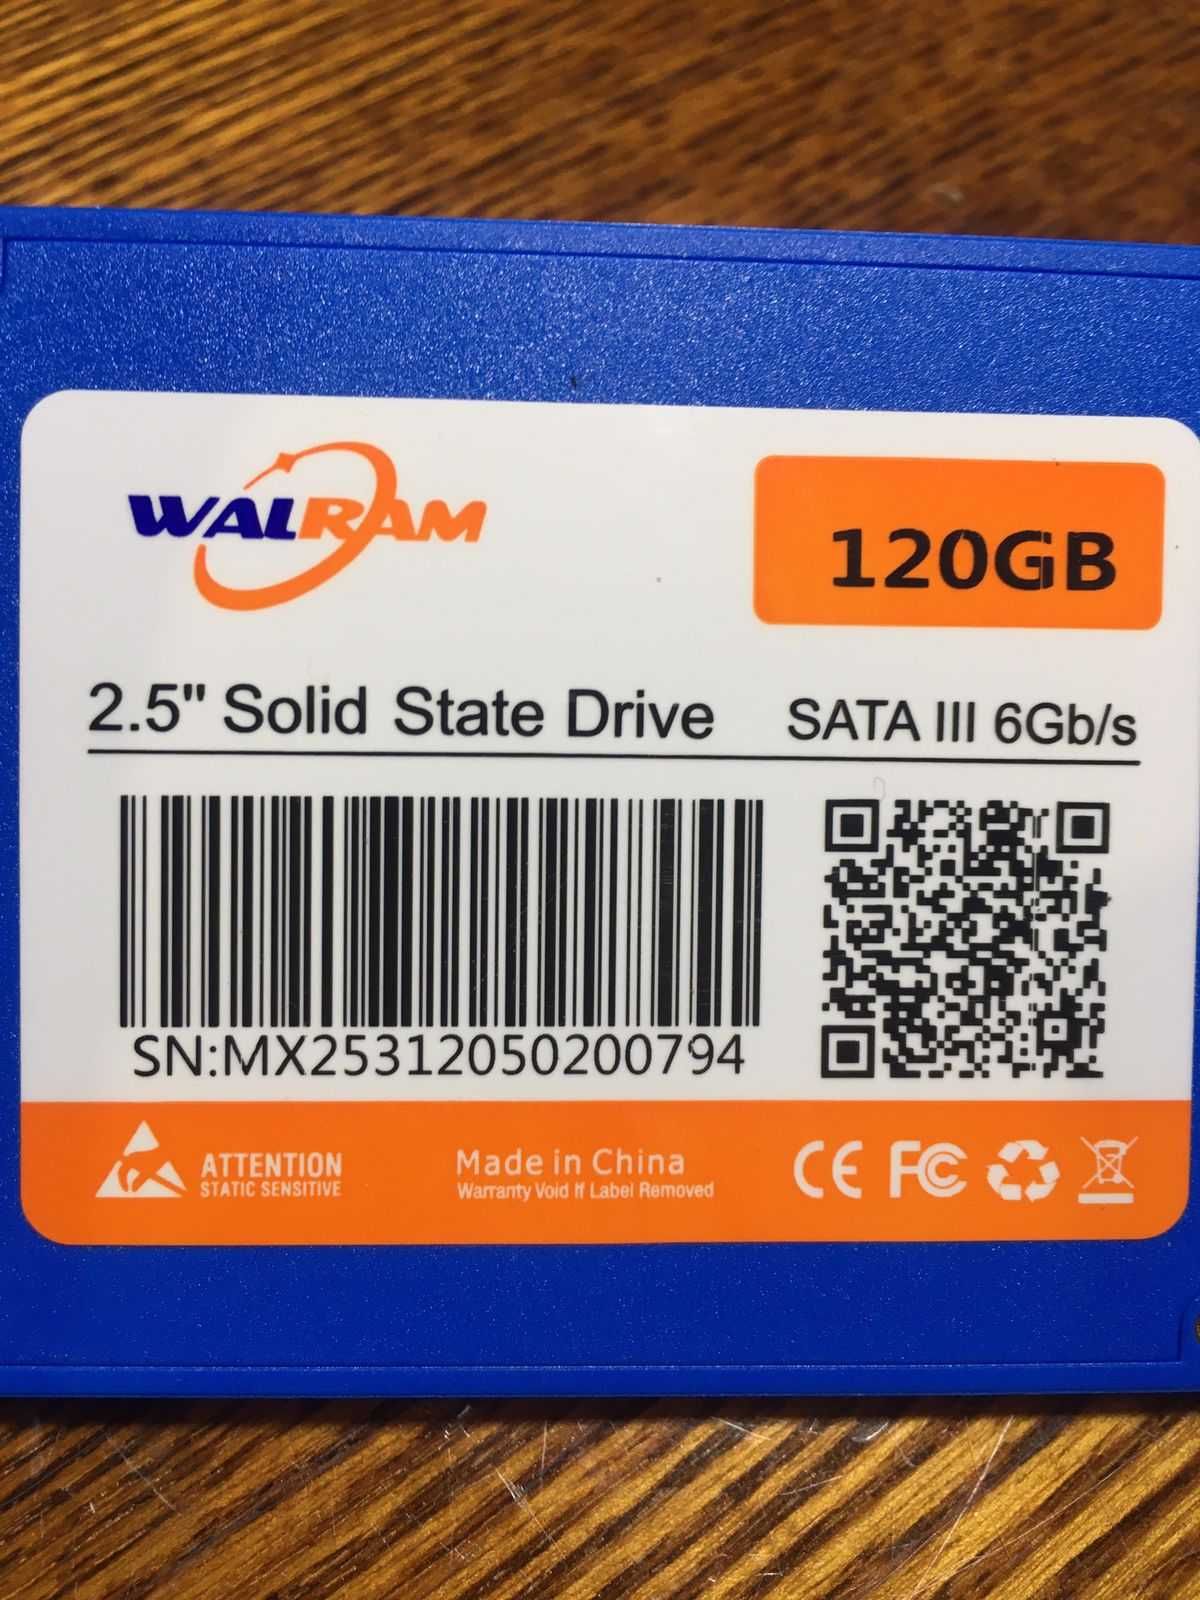 WALRAM
120GB
2.5" Solid State Drive SATA III 6Gb/s
SN:MX25312050200794
ATTENTION
STATIC SENSITIVE
Made in China
Warranty Void If Label Removed
CE FC